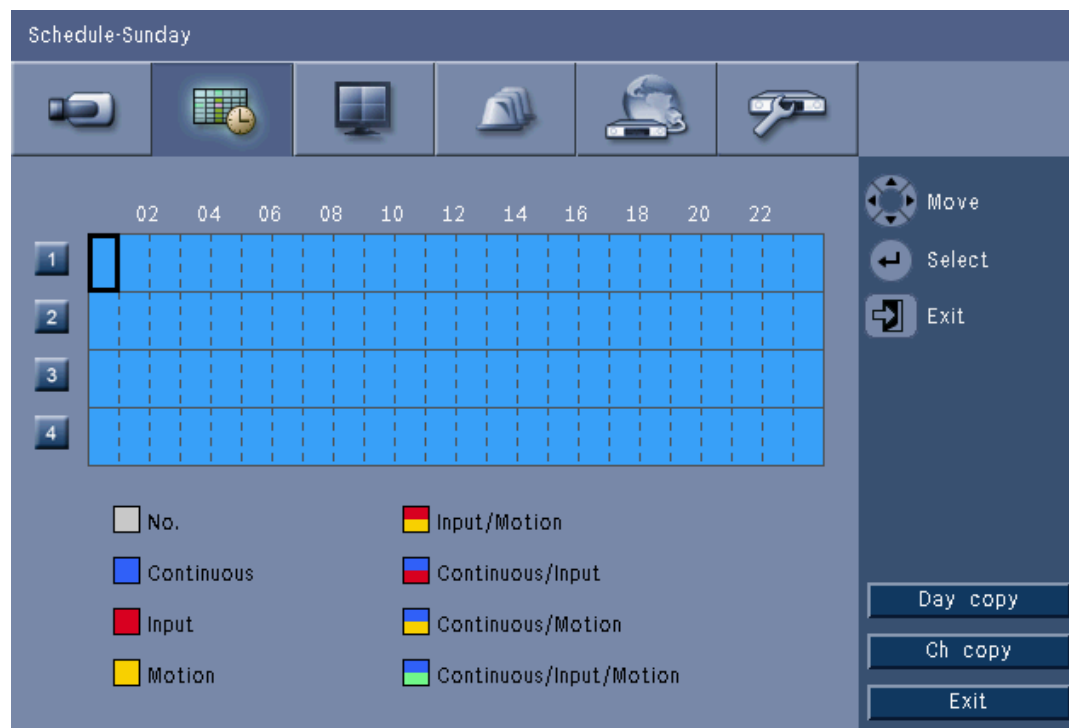 Schedule-Sunday
02 04 06 08 10 12 14 16 18 20 22
1
2
3
4
Move
Select
Exit
No.
Continuous
Input
Motion
Input/Motion
Continuous/Input
Continuous/Motion
Continuous/Input/Motion
Day copy
Ch copy
Exit